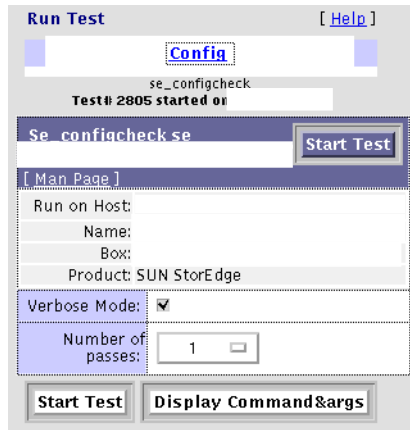 Run Test [ Help ]
Config
se_configcheck
Test# 2805 started on
Se_configcheck se
Start Test
[ Man Page ]
Run on Host:
Name:
Box:
Product: SUN StorEdge
Verbose Mode:
Number of
passes: 1
Start Test Display Command&args